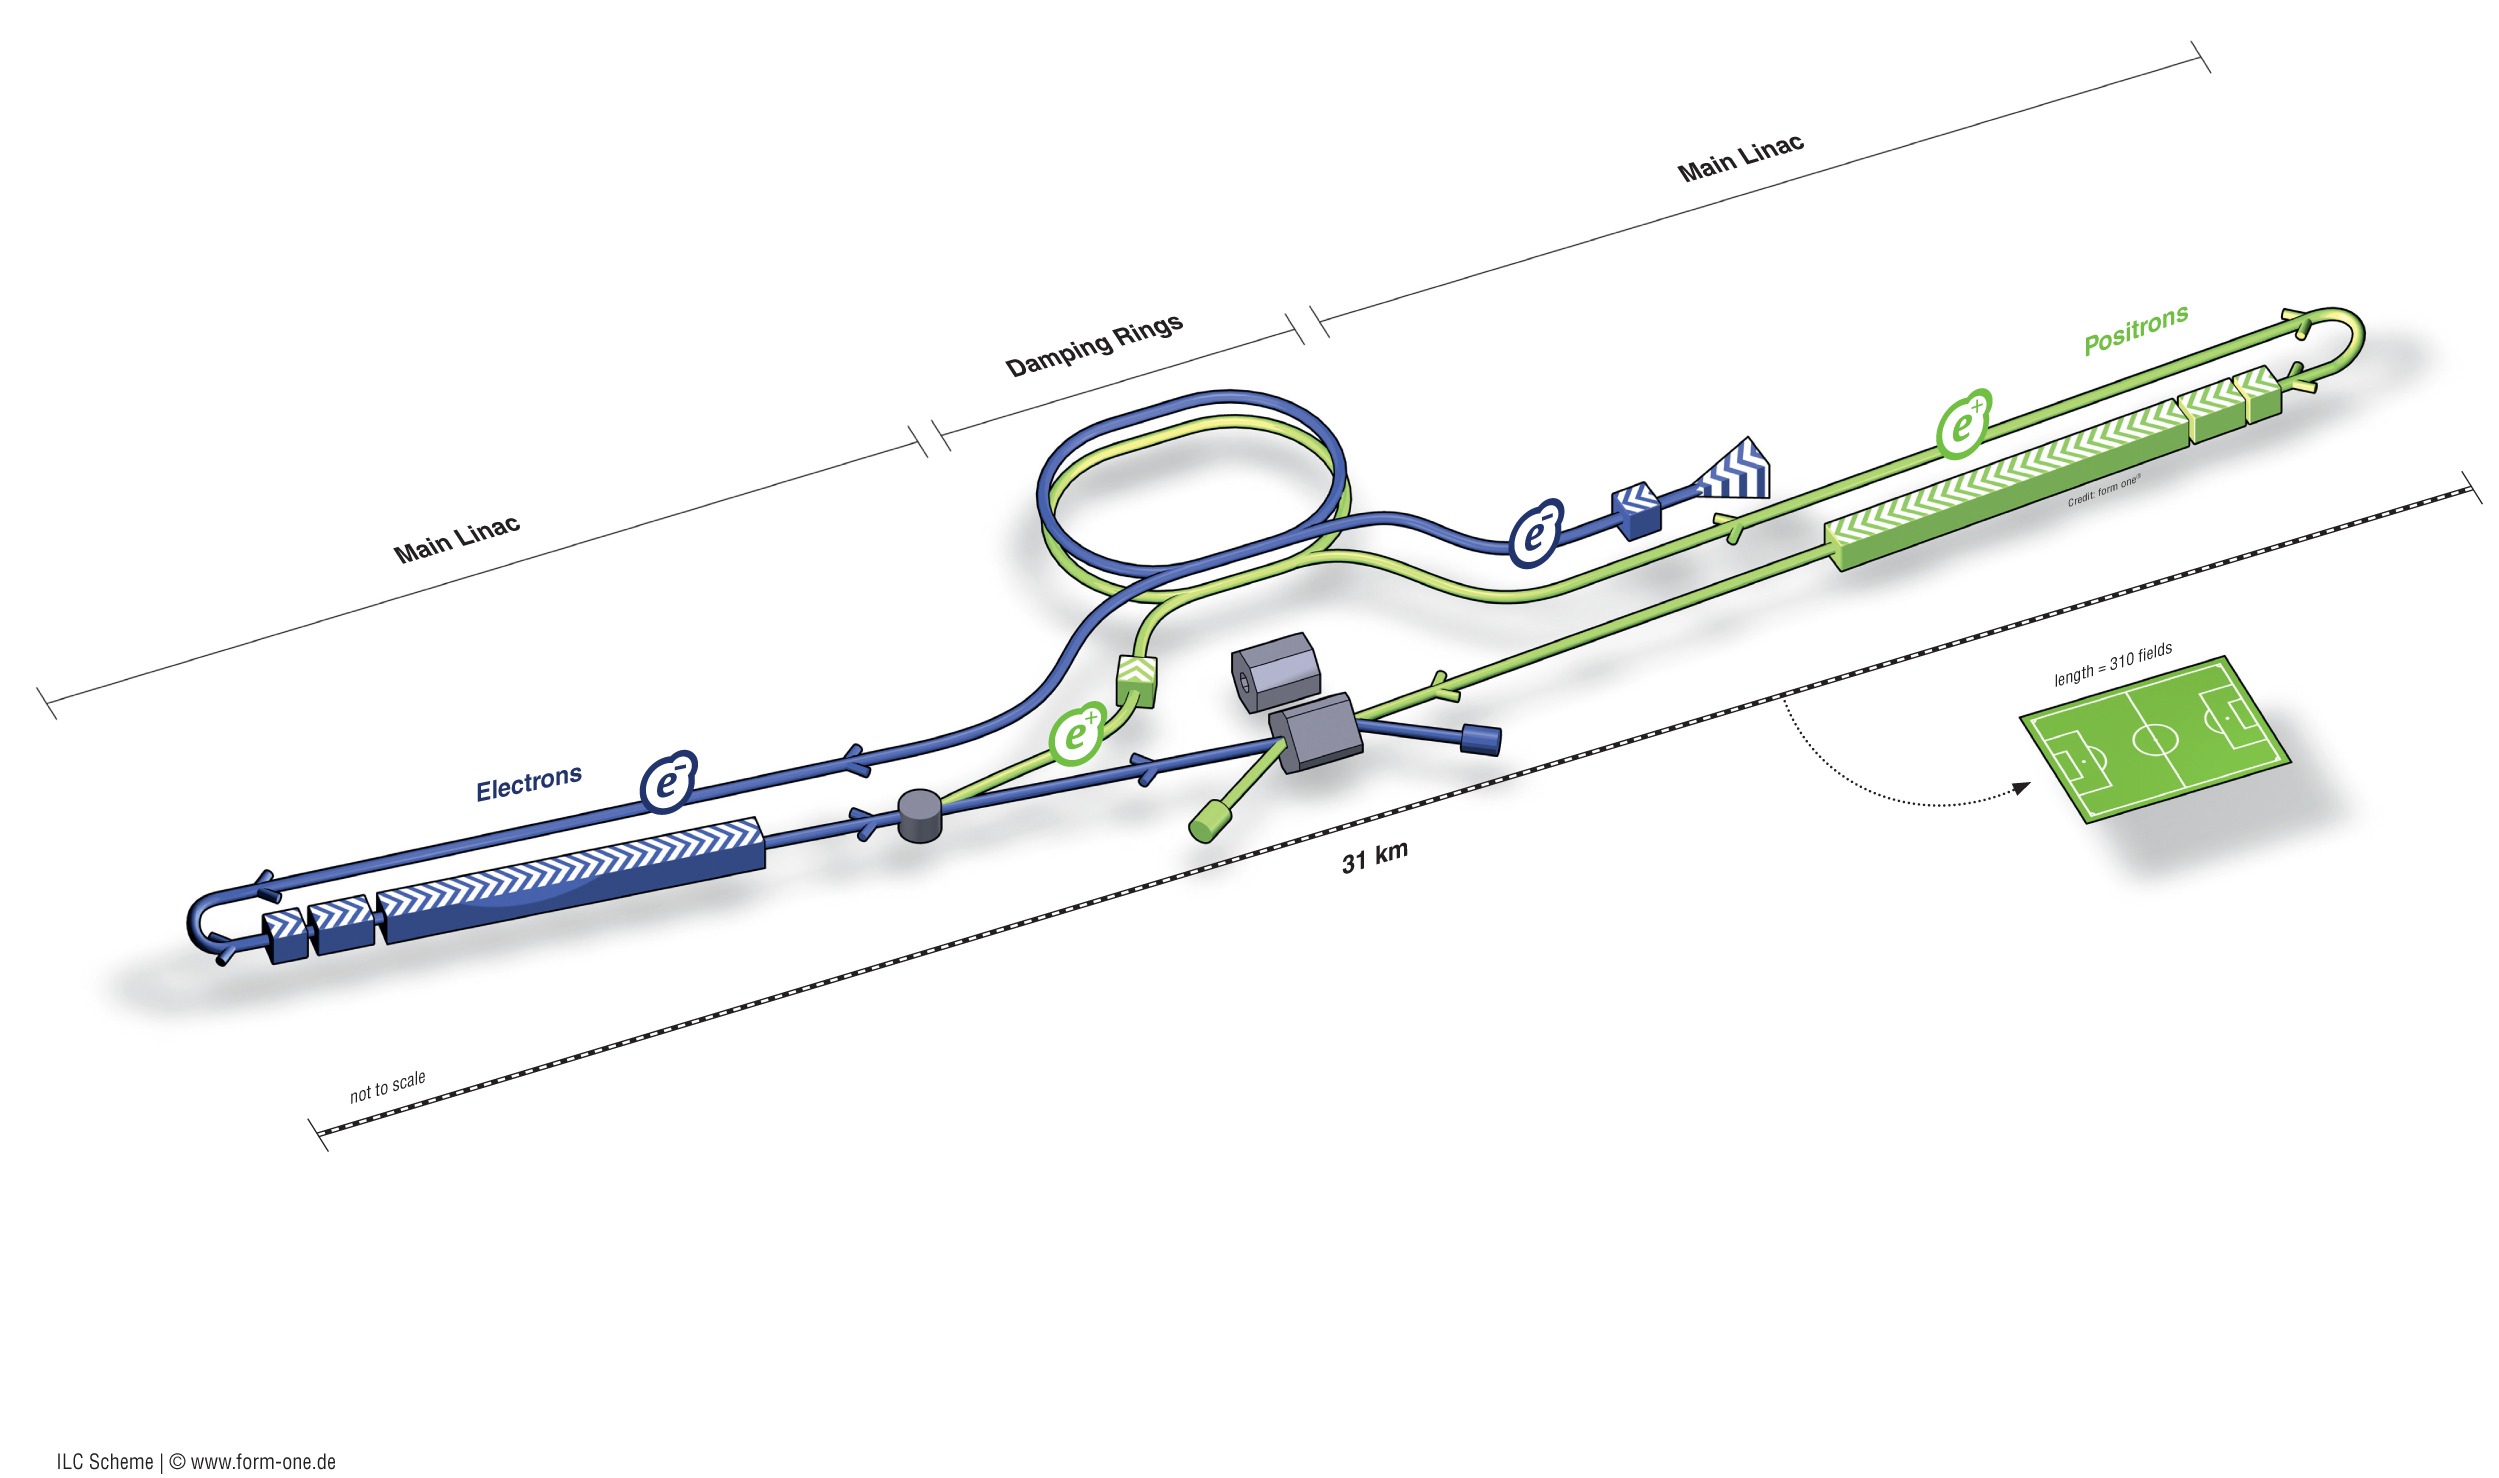 Main Linac
Damping Rings
Main Linac
Positrons
e+
e−
Credit: form one®
Electrons
e−
e+
length = 310 fields
31 km
not to scale
ILC Scheme | © www.form-one.de